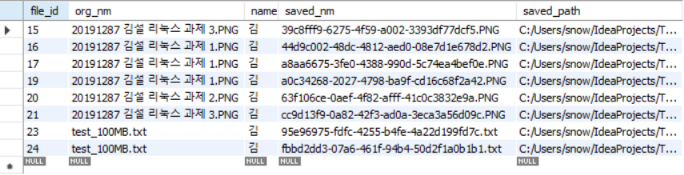 file_id org_nm name saved_nm saved_path
15 20191287 김설 리눅스 과제 3.PNG 김 39c8fff9-6275-4f59-a002-3393df77dcf5.PNG C:/Users/snow/IdeaProjects/T...
16 20191287 김설 리눅스 과제 1.PNG 김 44d9c002-48dc-4812-aed0-08e7d1e678d2.PNG C:/Users/snow/IdeaProjects/T...
17 20191287 김설 리눅스 과제 1.PNG 김 a8aa6675-3fe0-4388-990d-5c74ea4bef0e.PNG C:/Users/snow/IdeaProjects/T...
19 20191287 김설 리눅스 과제 1.PNG 김 a0c34268-2027-4798-ba9f-cd16c68f2a42.PNG C:/Users/snow/IdeaProjects/T...
20 20191287 김설 리눅스 과제 2.PNG 김 63f106ce-0aef-4f82-afff-41c0c3832e9a.PNG C:/Users/snow/IdeaProjects/T...
21 20191287 김설 리눅스 과제 3.PNG 김 cc9d13f9-0a82-42f3-ad0a-3eca3a56d09c.PNG C:/Users/snow/IdeaProjects/T...
23 test_100MB.txt 김 95e96975-fdfc-4255-b4fe-4a22d199fd7c.txt C:/Users/snow/IdeaProjects/T...
24 test_100MB.txt 김 fbbd2dd3-07a6-461f-94b4-50d2f1a0b1b1.txt C:/Users/snow/IdeaProjects/T...
NULL NULL NULL NULL NULL